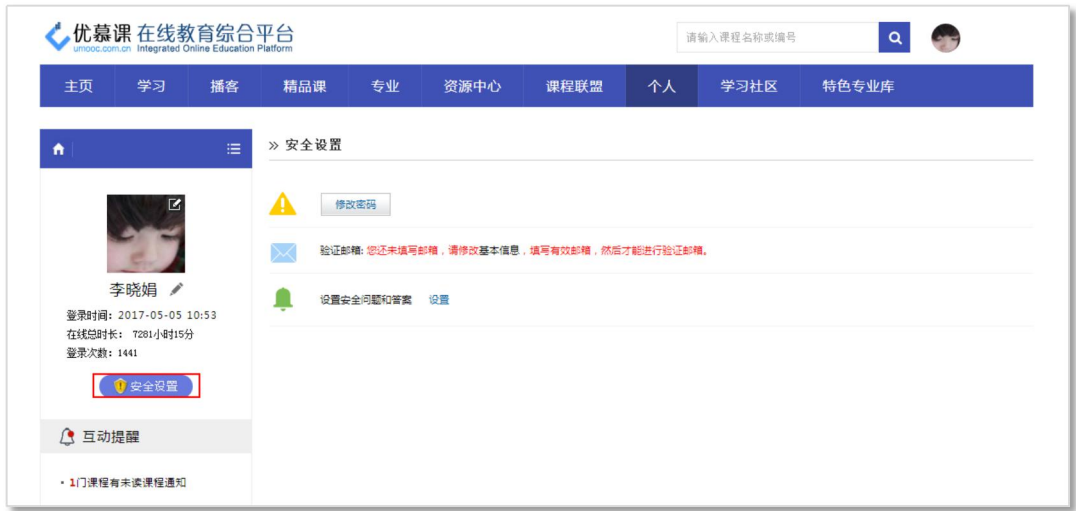 优慕课 在线教育综合平台
umooc.com.cn Integrated Online Education Platform
请输入课程名称或编号
主页 学习 播客 精品课 专业 资源中心 课程联盟 个人 学习社区 特色专业库
» 安全设置
修改密码
验证邮箱: 您还未填写邮箱，请修改基本信息，填写有效邮箱，然后才能进行验证邮箱。
设置安全问题和答案 设置
李晓娟
登录时间: 2017-05-05 10:53
在线总时长: 7281小时15分
登录次数: 1441
安全设置
互动提醒
· 1门课程有未读课程通知